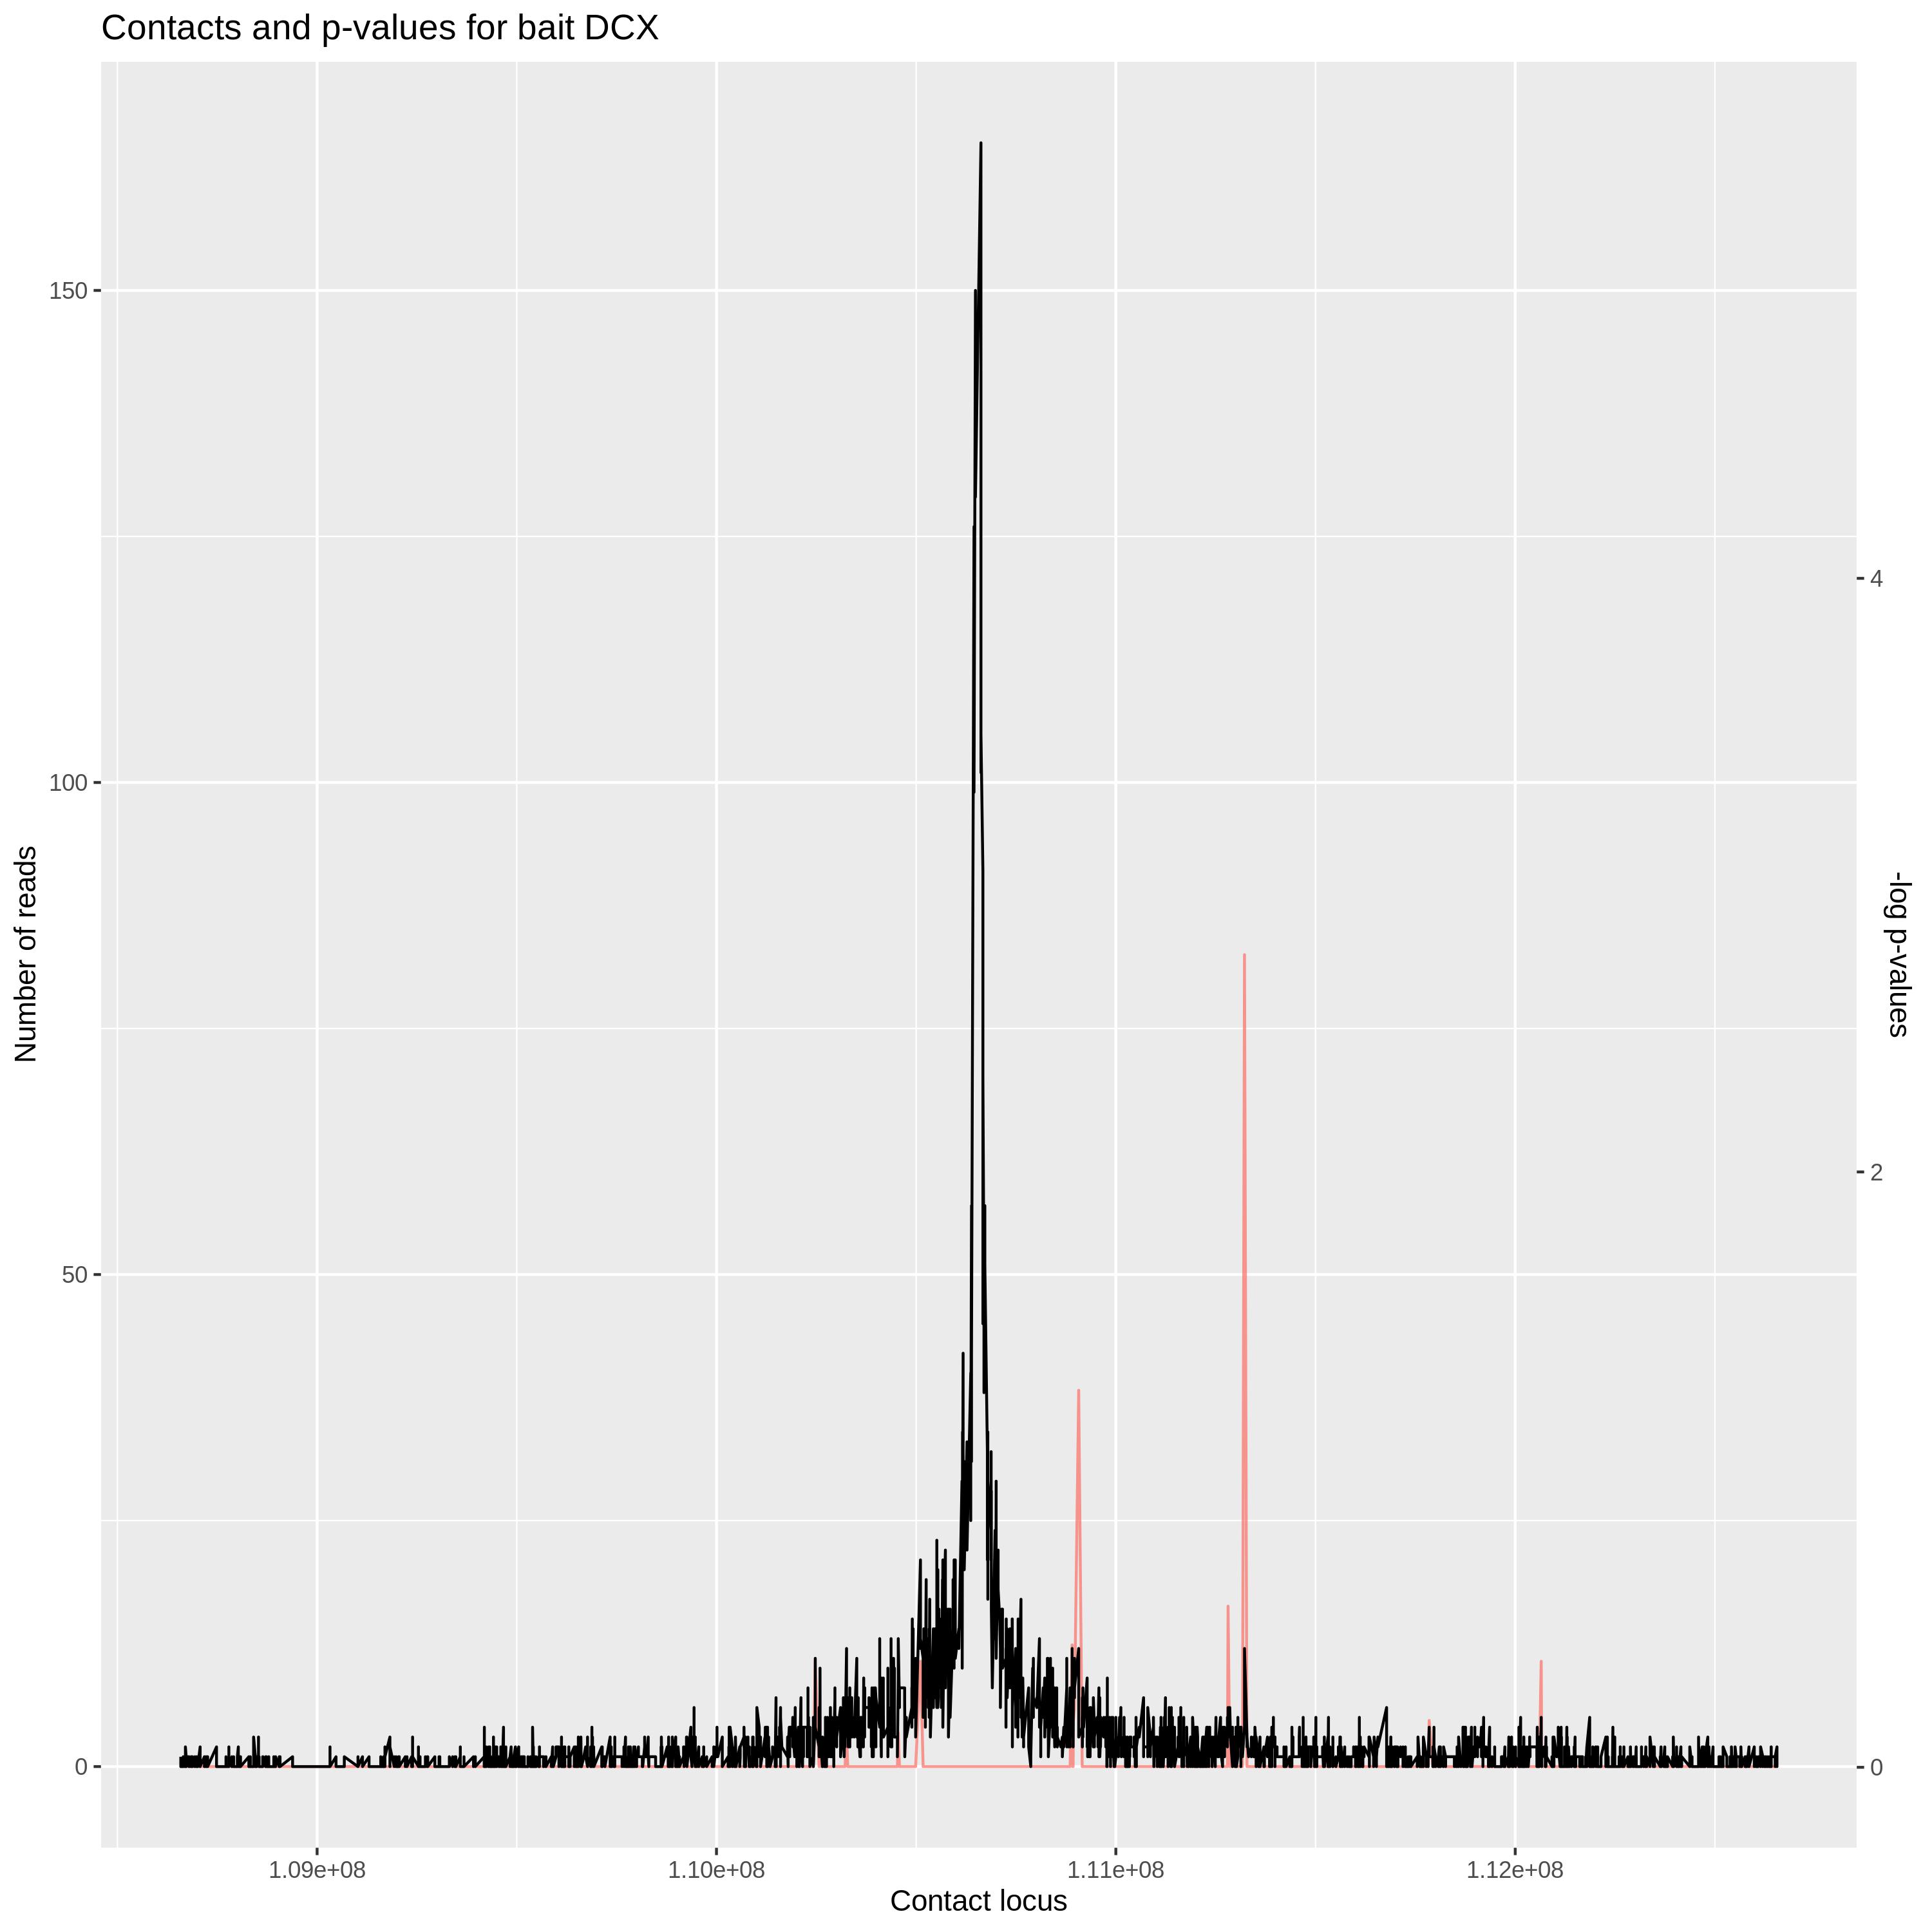 Contacts and p-values for bait DCX
Number of reads
150
100
50
0
4
2
0
-log p-values
1.09e+08
1.10e+08
1.11e+08
1.12e+08
Contact locus